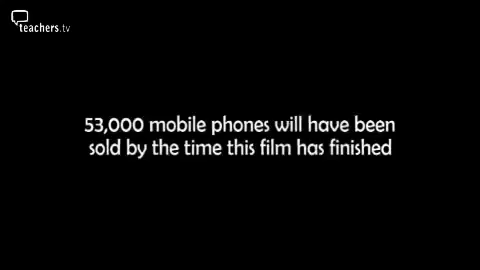 teachers.tv
53,000 mobile phones will have been
sold by the time this film has finished